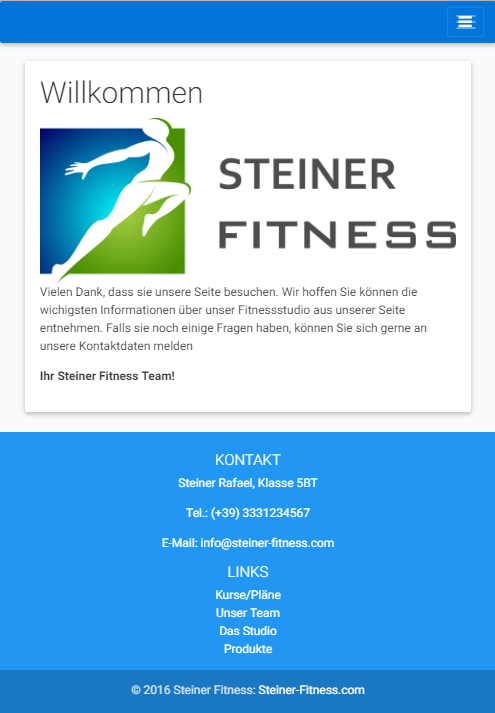 Willkommen
STEINER
FITNESS
Vielen Dank, dass sie unsere Seite besuchen. Wir hoffen Sie können die
wichigsten Informationen über unser Fitnessstudio aus unserer Seite
entnehmen. Falls sie noch einige Fragen haben, können Sie sich gerne an
unsere Kontaktdaten melden
Ihr Steiner Fitness Team!
KONTAKT
Steiner Rafael, Klasse 5BT
Tel.: (+39) 3331234567
E-Mail: info@steiner-fitness.com
LINKS
Kurse/Pläne
Unser Team
Das Studio
Produkte
© 2016 Steiner Fitness: Steiner-Fitness.com